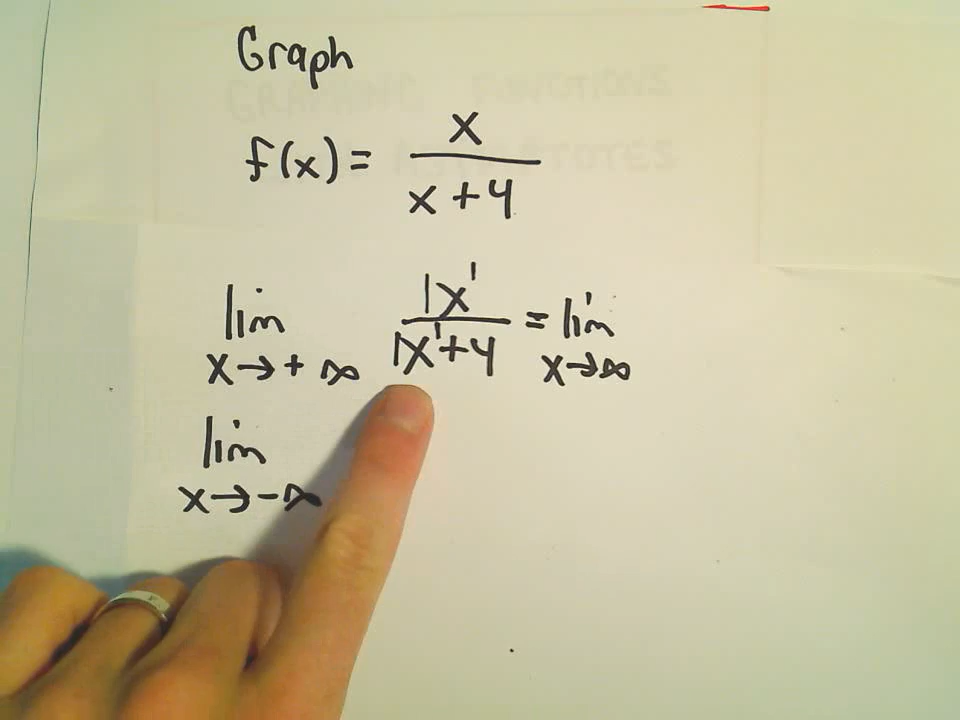 Graph
f(x) = x / x + 4
lim x→+∞ 1x¹ / 1x¹+4 = lim x→∞
lim x→-∞